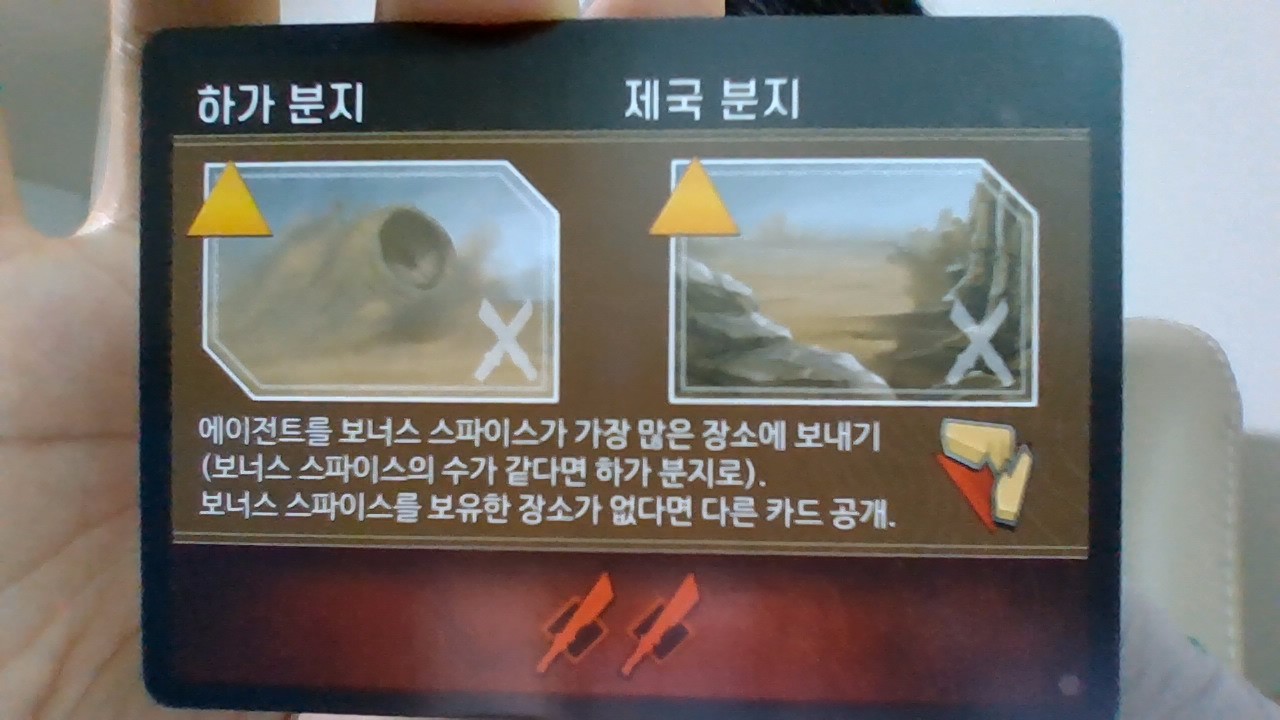 하가 분지
제국 분지
에이전트를 보너스 스파이스가 가장 많은 장소에 보내기
(보너스 스파이스의 수가 같다면 하가 분지로).
보너스 스파이스를 보유한 장소가 없다면 다른 카드 공개.